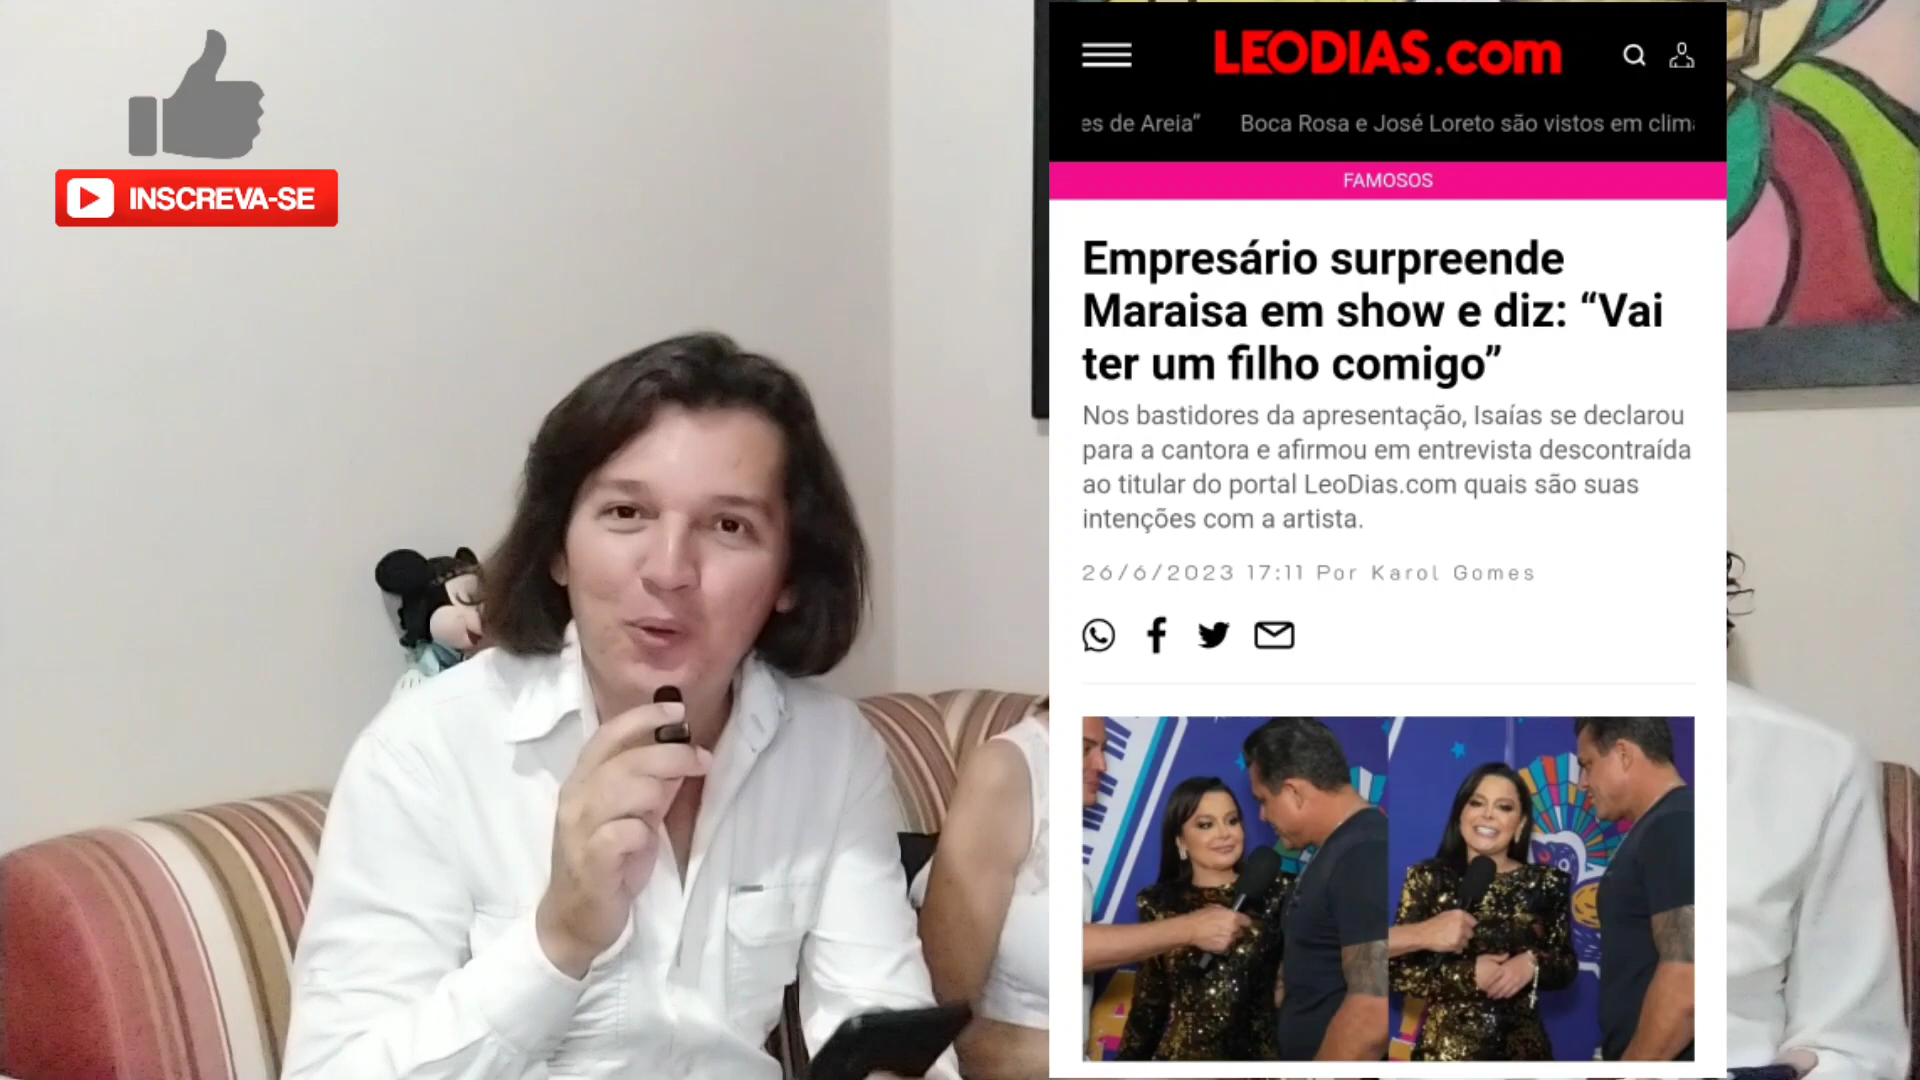 INSCREVA-SE
LEODIAS.com
es de Areia” Boca Rosa e José Loreto são vistos em clim
FAMOSOS
Empresário surpreende
Maraisa em show e diz: “Vai
ter um filho comigo”
Nos bastidores da apresentação, Isaías se declarou
para a cantora e afirmou em entrevista descontraída
ao titular do portal LeoDias.com quais são suas
intenções com a artista.
26/6/2023 17:11 Por Karol Gomes